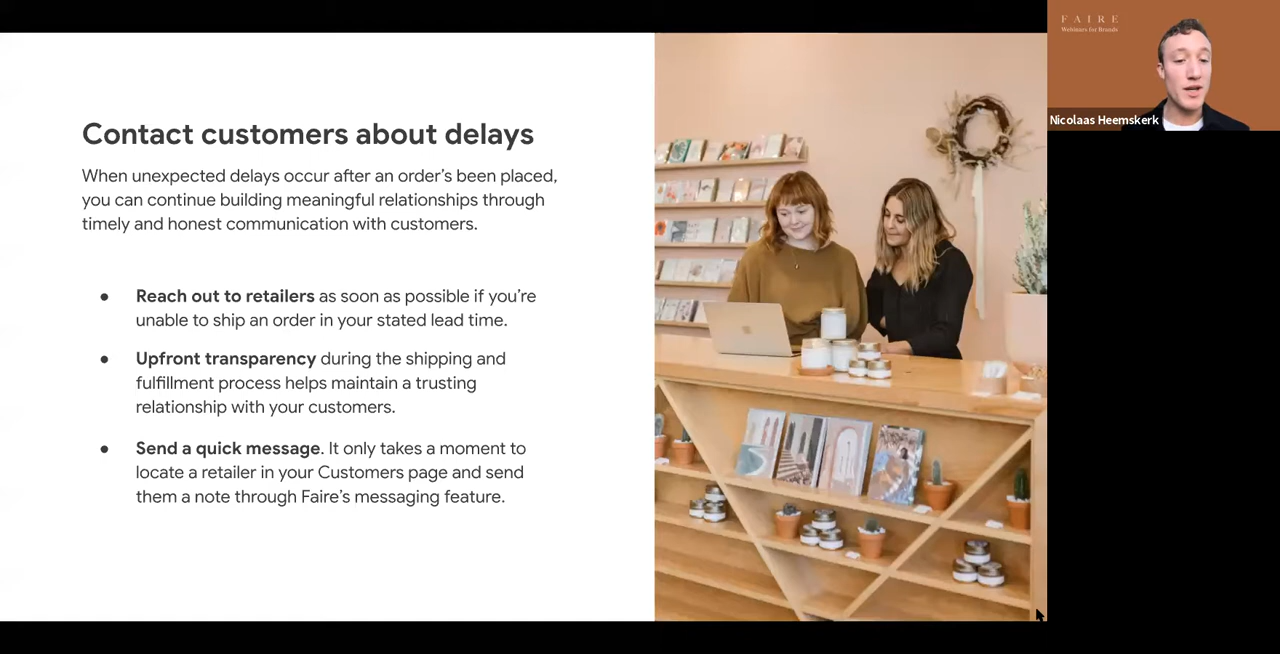 Contact customers about delays
When unexpected delays occur after an order's been placed,
you can continue building meaningful relationships through
timely and honest communication with customers.
● Reach out to retailers as soon as possible if you're
unable to ship an order in your stated lead time.
● Upfront transparency during the shipping and
fulfillment process helps maintain a trusting
relationship with your customers.
● Send a quick message. It only takes a moment to
locate a retailer in your Customers page and send
them a note through Faire's messaging feature.
FAIRE
Webinars for Brands
Nicolaas Heemskerk